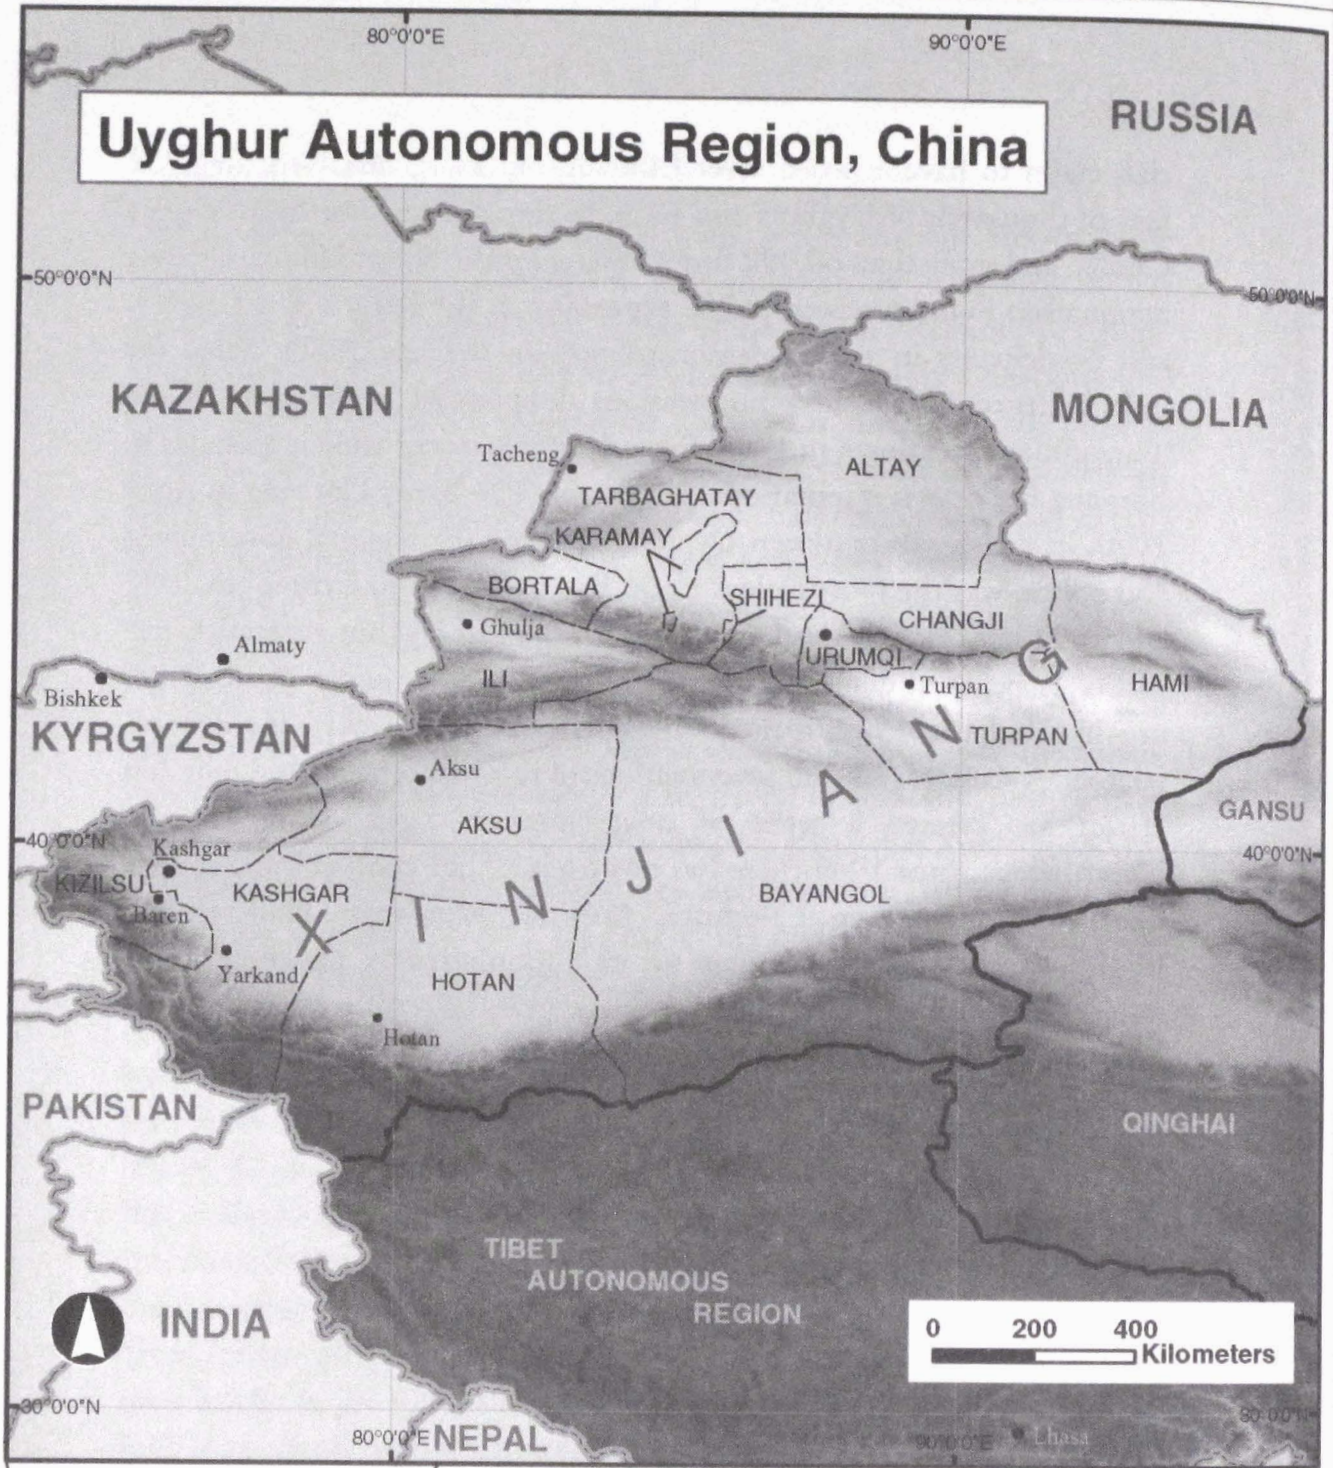 80°0'0"E
90°0'0"E
Uyghur Autonomous Region, China
RUSSIA
50°0'0"N
50°0'0"N
KAZAKHSTAN
MONGOLIA
Tacheng
ALTAY
TARBAGHATAY
KARAMAY
BORTALA
SHIHEZI
CHANGJI
Ghulja
Almaty
URUMQI
ILI
Turpan
HAMI
Bishkek
KYRGYZSTAN
TURPAN
Aksu
XINJIANG
GANSU
AKSU
40°0'0"N
40°0'0"N
Kashgar
KIZILSU
KASHGAR
BAYANGOL
Baren
Yarkand
HOTAN
Hotan
PAKISTAN
QINGHAI
TIBET
AUTONOMOUS
REGION
INDIA
0 200 400
Kilometers
30°0'0"N
30°0'0"N
80°0'0"E
NEPAL
90°0'0"E
Lhasa